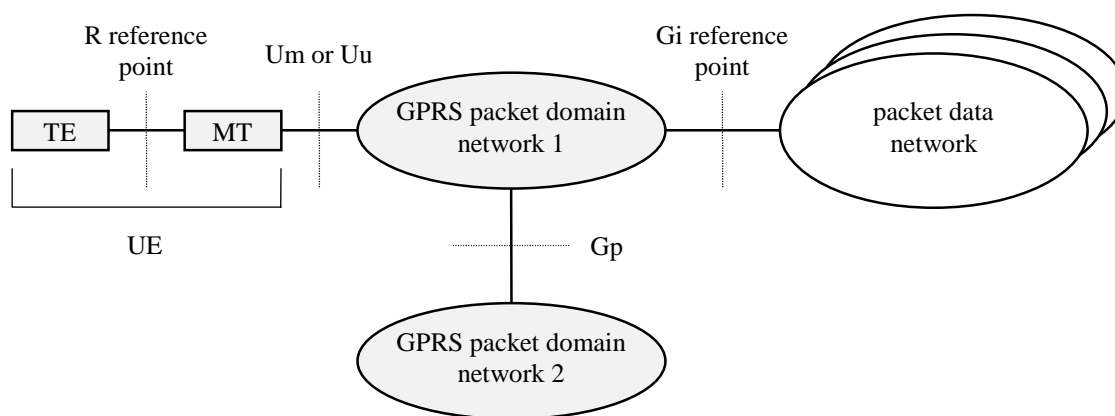 R reference
point
Um or Uu
Gi reference
point
TE
MT
GPRS packet domain
network 1
packet data
network
UE
Gp
GPRS packet domain
network 2